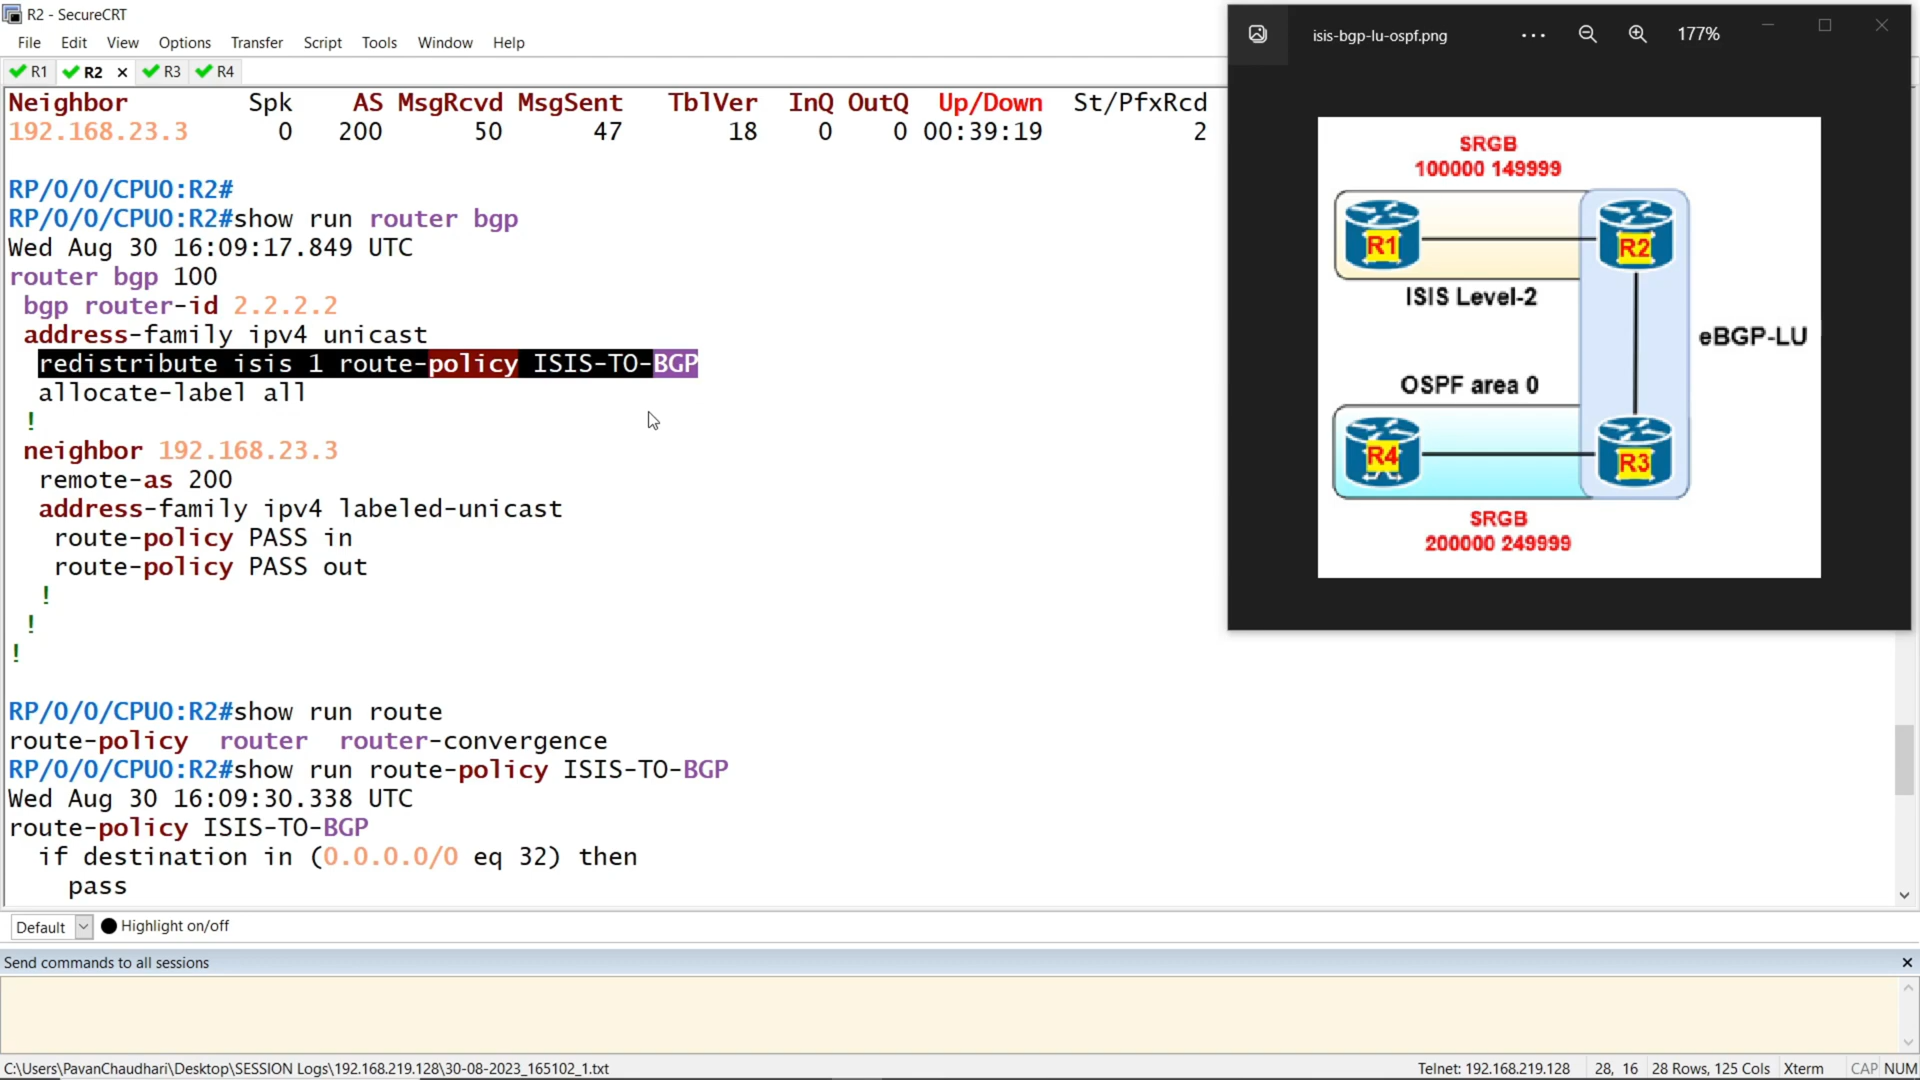 R2 - SecureCRT
File Edit View Options Transfer Script Tools Window Help
R1 R2 × R3 R4
Neighbor Spk AS MsgRcvd MsgSent TblVer InQ OutQ Up/Down St/PfxRcd
192.168.23.3 0 200 50 47 18 0 0 00:39:19 2
RP/0/0/CPU0:R2#
RP/0/0/CPU0:R2#show run router bgp
Wed Aug 30 16:09:17.849 UTC
router bgp 100
bgp router-id 2.2.2.2
address-family ipv4 unicast
redistribute isis 1 route-policy ISIS-TO-BGP
allocate-label all
!
neighbor 192.168.23.3
remote-as 200
address-family ipv4 labeled-unicast
route-policy PASS in
route-policy PASS out
!
!
!
RP/0/0/CPU0:R2#show run route
route-policy router router-convergence
RP/0/0/CPU0:R2#show run route-policy ISIS-TO-BGP
Wed Aug 30 16:09:30.338 UTC
route-policy ISIS-TO-BGP
if destination in (0.0.0.0/0 eq 32) then
pass
isis-bgp-lu-ospf.png ... 177%
SRGB
100000 149999
R1 R2
ISIS Level-2
eBGP-LU
OSPF area 0
R4 R3
SRGB
200000 249999
Default Highlight on/off
Send commands to all sessions ×
C:\Users\PavanChaudhari\Desktop\SESSION Logs\192.168.219.128\30-08-2023_165102_1.txt Telnet: 192.168.219.128 28, 16 28 Rows, 125 Cols Xterm CAP NUM